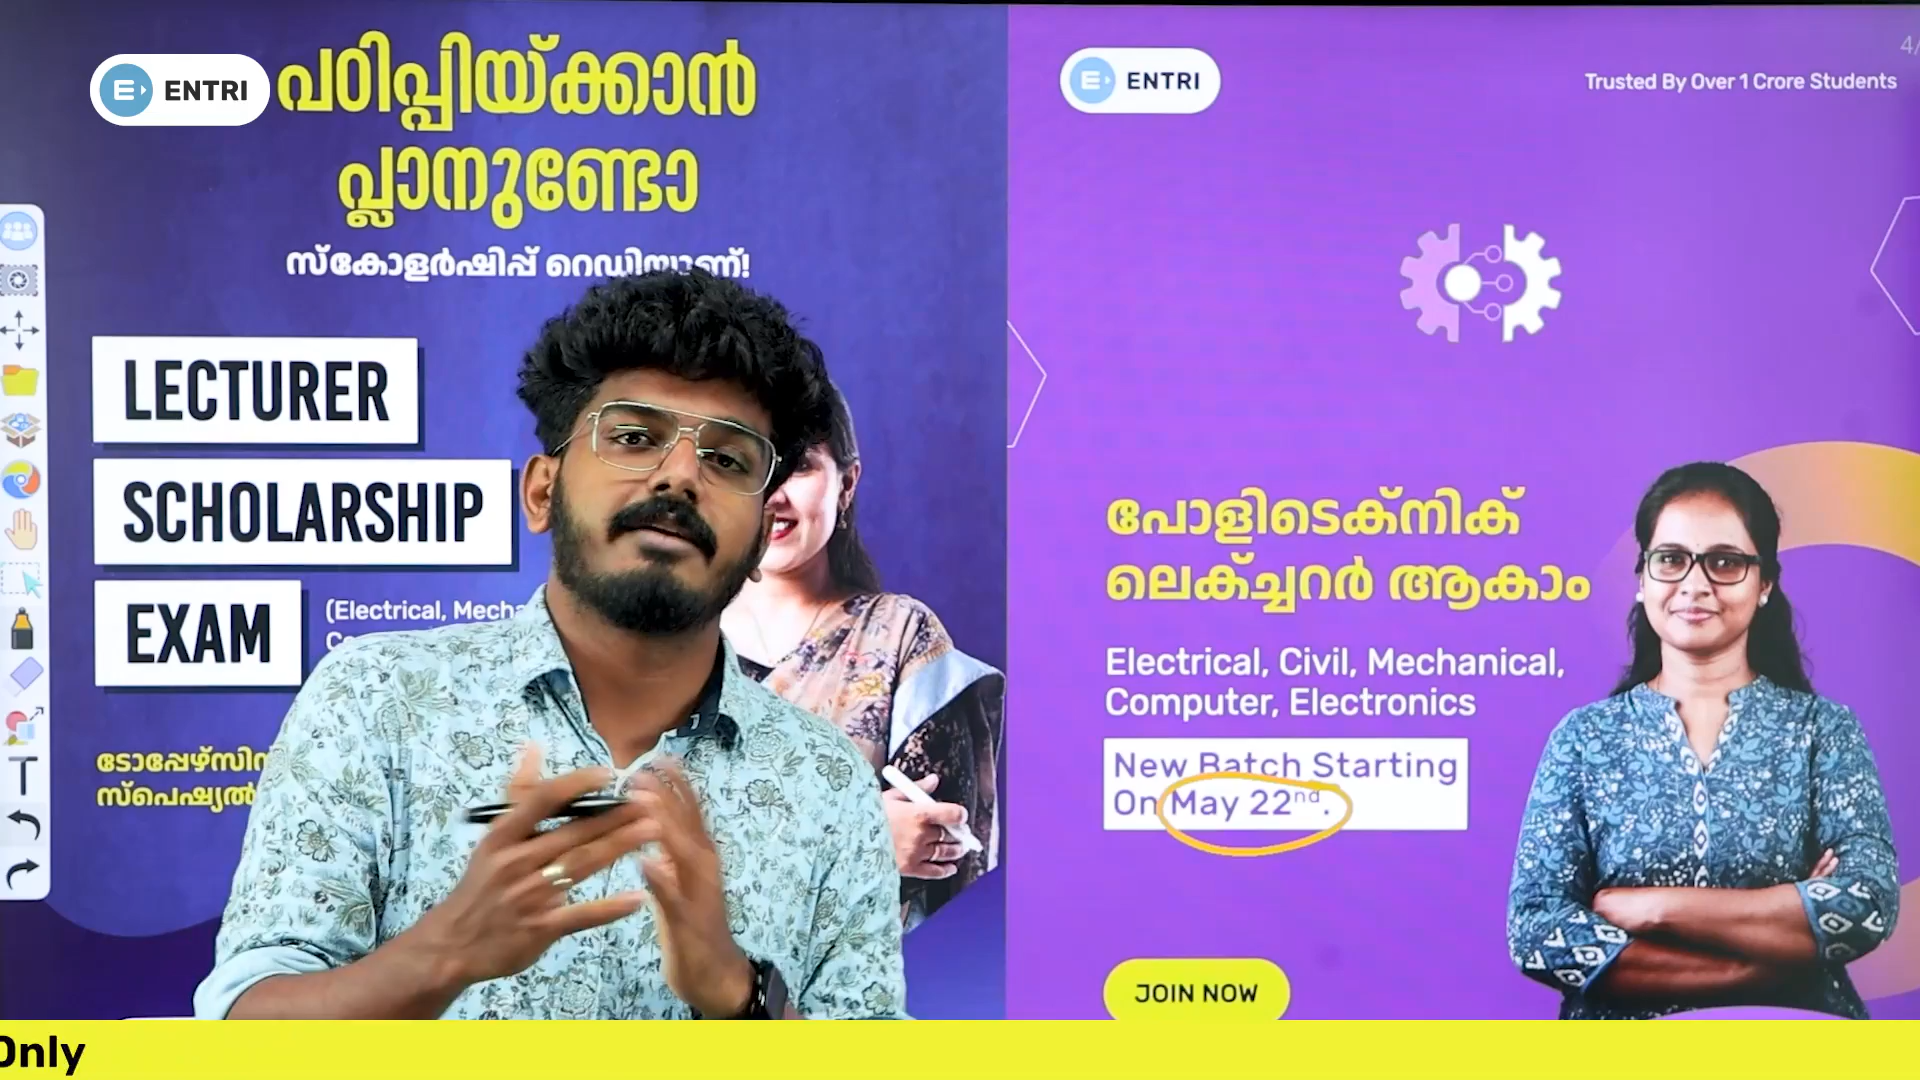 ENTRI
പഠിപ്പിയ്ക്കാൻ
പ്ലാനുണ്ടോ
സ്കോളർഷിപ്പ് റെഡിയാണ്!
LECTURER
SCHOLARSHIP
EXAM
(Electrical,
ENTRI
Trusted By Over 1 Crore Students
പോളിടെക്നിക്
ലെക്ച്ചറർ ആകാം
Electrical, Civil, Mechanical,
Computer, Electronics
New Batch Starting
On May 22nd.
JOIN NOW
T
Only